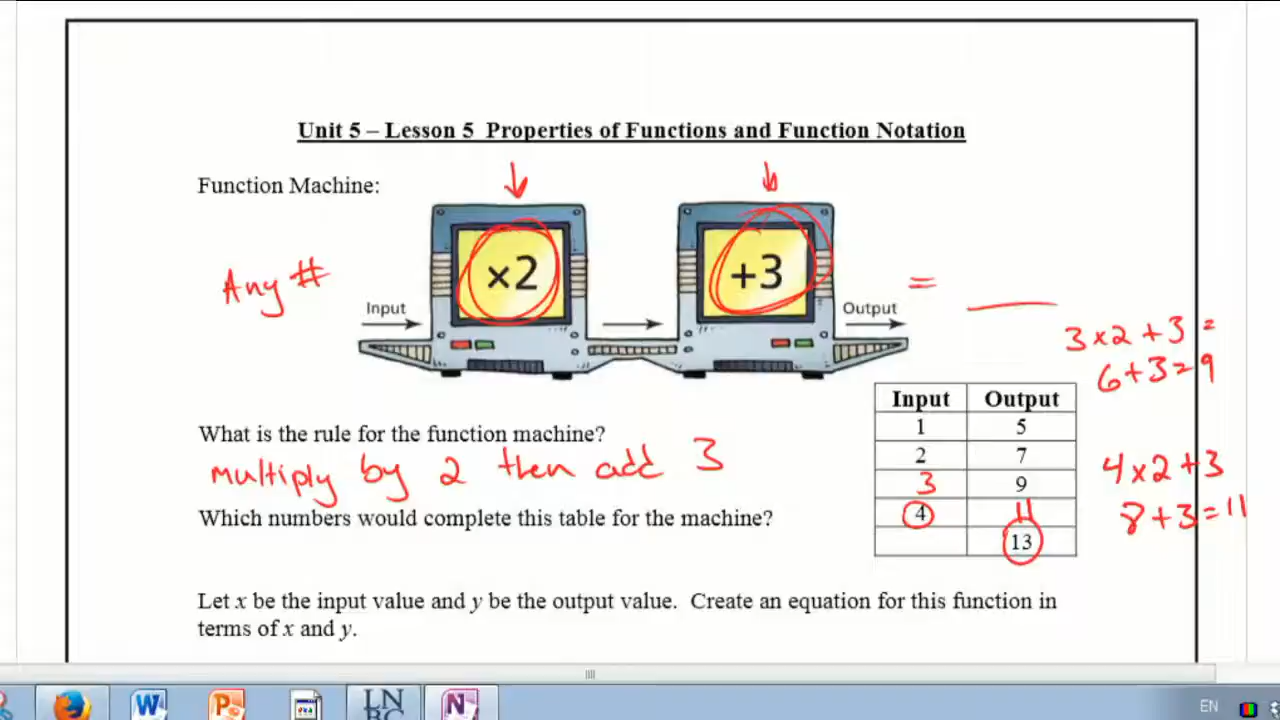 Unit 5 – Lesson 5 Properties of Functions and Function Notation
Function Machine:
Any #
Input
×2
+3
Output
= ___
3 x 2 + 3 =
6 + 3 = 9
Input Output
1 5
2 7
3 9
4 11
13
4 x 2 + 3
8 + 3 = 11
What is the rule for the function machine?
multiply by 2 then add 3
Which numbers would complete this table for the machine?
Let x be the input value and y be the output value. Create an equation for this function in
terms of x and y.
W
P
LN
BC
N
EN